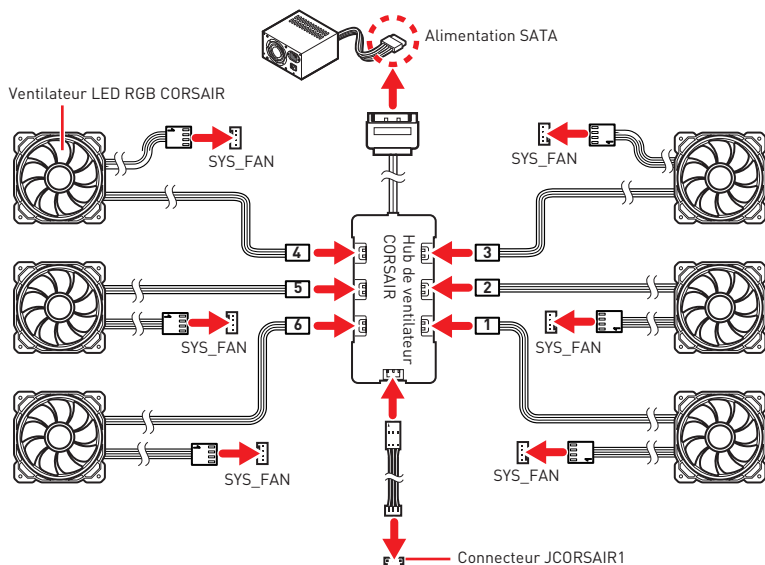 Alimentation SATA
Ventilateur LED RGB CORSAIR
SYS_FAN
SYS_FAN
4
3
Hub de ventilateur
CORSAIR
5
2
SYS_FAN
6
1
SYS_FAN
SYS_FAN
SYS_FAN
Connecteur JCORSAIR1